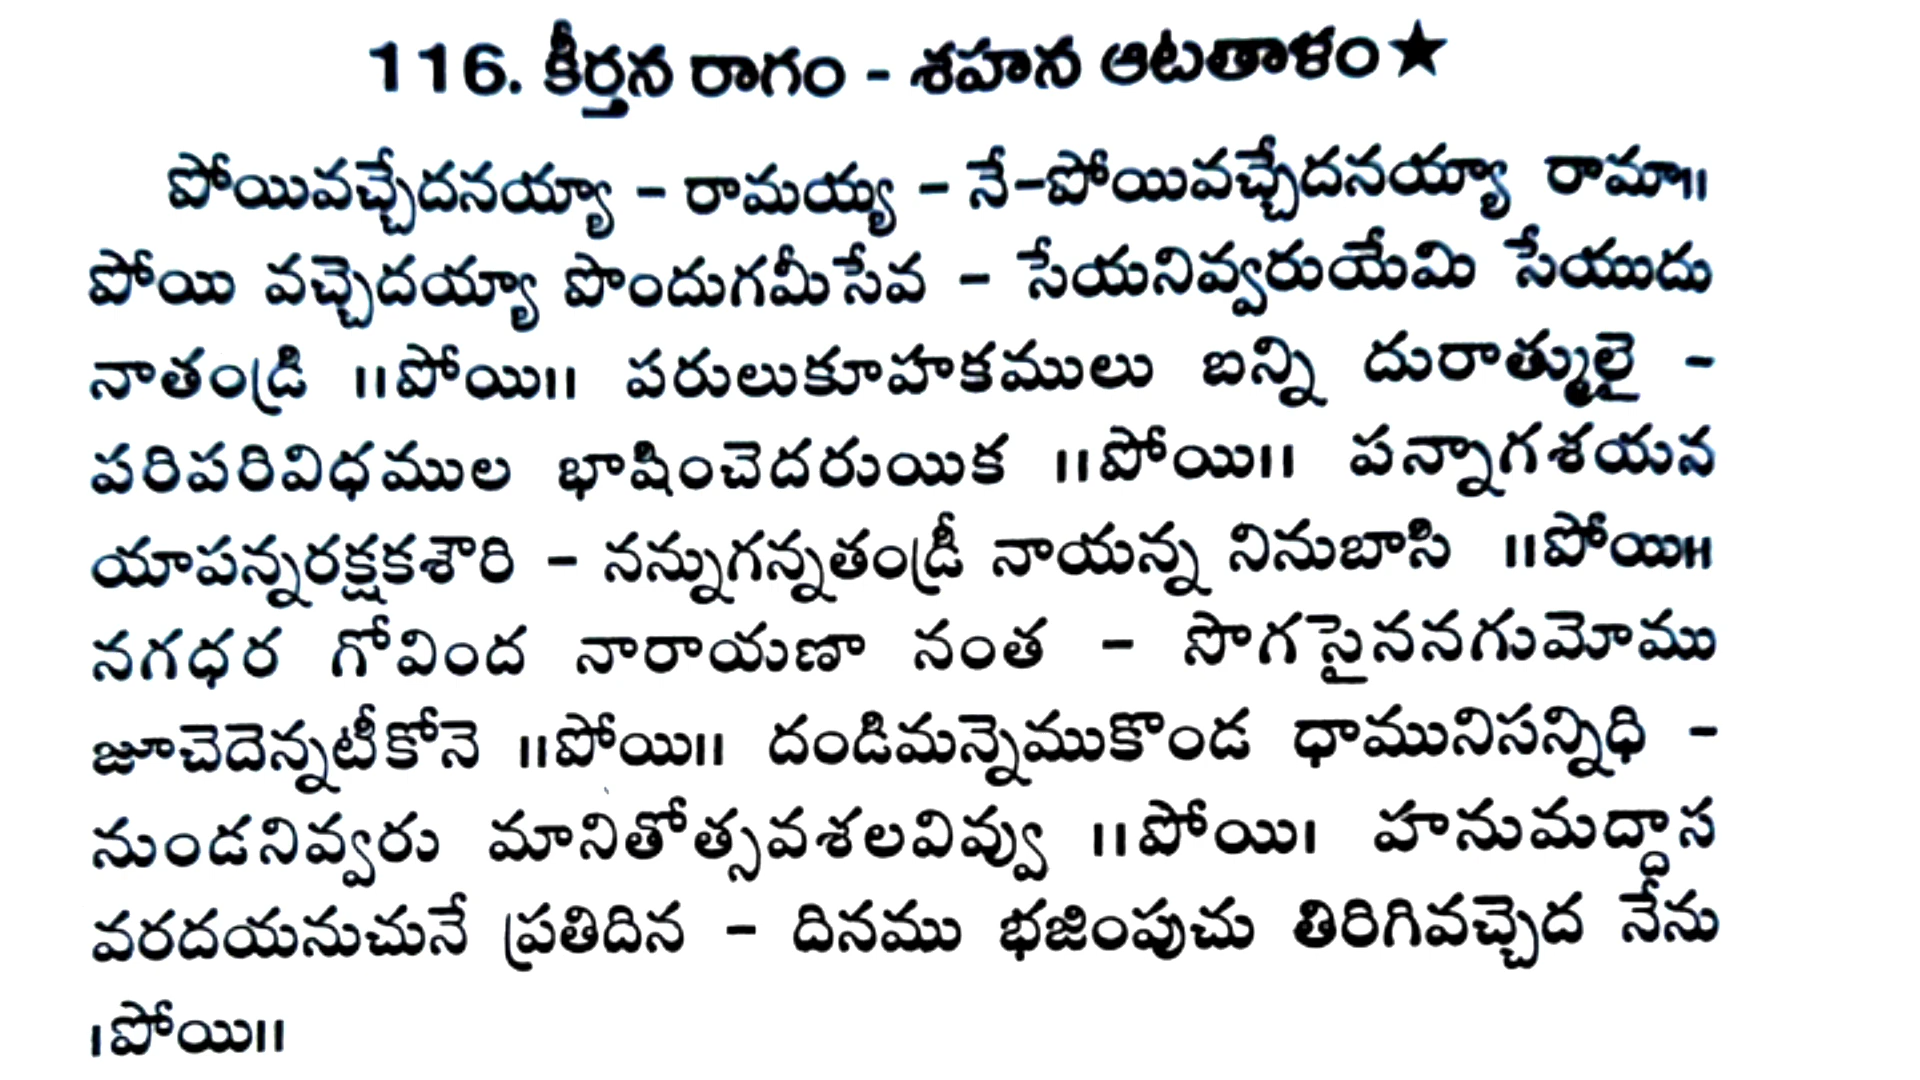 116. కీర్తన రాగం - శహన ఆటతాళం★
పోయివచ్చేదనయ్యా - రామయ్య - నే-పోయివచ్చేదనయ్యా రామా॥
పోయి వచ్చెదయ్యా పొందుగమీసేవ - సేయనివ్వరుయేమి సేయుదు
నాతండ్రి ॥పోయి॥ పరులుకూహకములు బన్ని దురాత్ములై -
పరిపరివిధముల భాషించెదరుయిక ॥పోయి॥ పన్నాగశయన
యాపన్నరక్షకశౌరి - నన్నుగన్నతండ్రీ నాయన్న నినుబాసి ॥పోయి॥
నగధర గోవింద నారాయణా నంత - సొగసైననగుమోము
జూచెదెన్నటీకోనె ॥పోయి॥ దండిమన్నెముకొండ ధామునిసన్నిధి -
నుండనివ్వరు మానితోత్సవశలవివ్వు ॥పోయి। హనుమద్దాస
వరదయనుచునే ప్రతిదిన - దినము భజింపుచు తిరిగివచ్చెద నేను
।పోయి॥